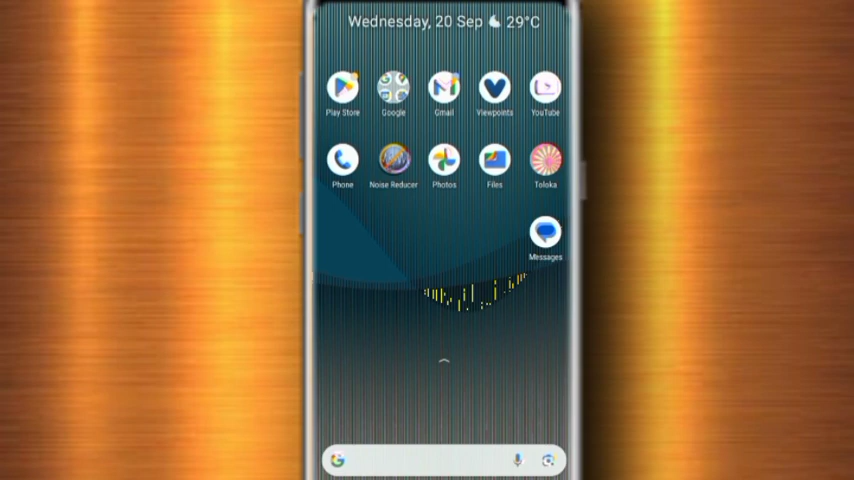 Wednesday, 20 Sep 29°C
Play Store Google Gmail Viewpoints YouTube
Phone Noise Reducer Photos Files Toloka
Messages